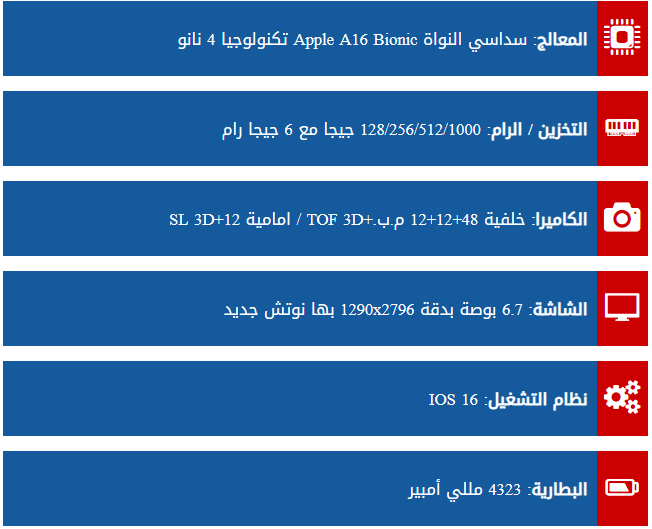 المعالج: سداسي النواة Apple A16 Bionic تكنولوجيا 4 نانو
التخزين / الرام: 128/256/512/1000 جيجا مع 6 جيجا رام
الكاميرا: خلفية 48+12+12 م.ب.+TOF 3D / امامية 12+SL 3D
الشاشة: 6.7 بوصة بدقة 1290x2796 بها نوتش جديد
نظام التشغيل: IOS 16
البطارية: 4323 مللي أمبير